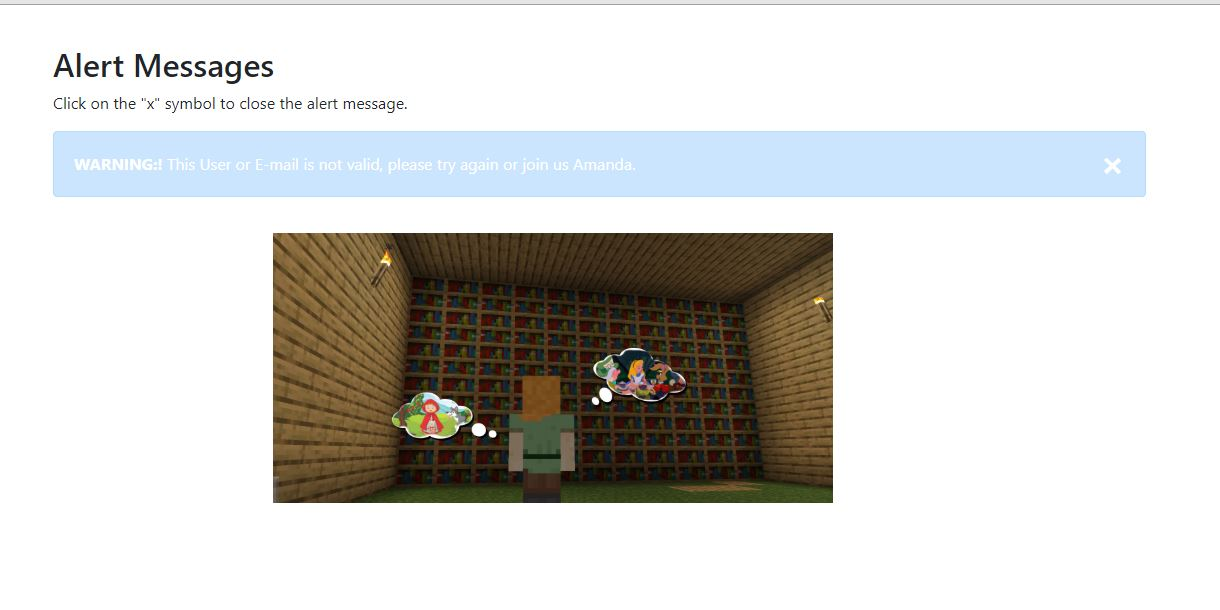 Alert Messages
Click on the "x" symbol to close the alert message.
WARNING:! This User or E-mail is not valid, please try again or join us Amanda.